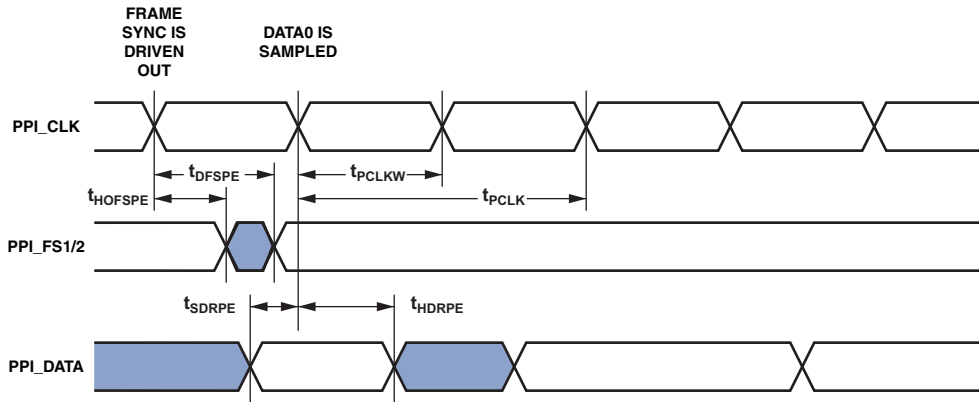 FRAME
SYNC IS
DRIVEN
OUT
DATA0 IS
SAMPLED
PPI_CLK
tDFSPE
tPCLKW
tHOFSPE
tPCLK
PPI_FS1/2
tSDRPE
tHDRPE
PPI_DATA